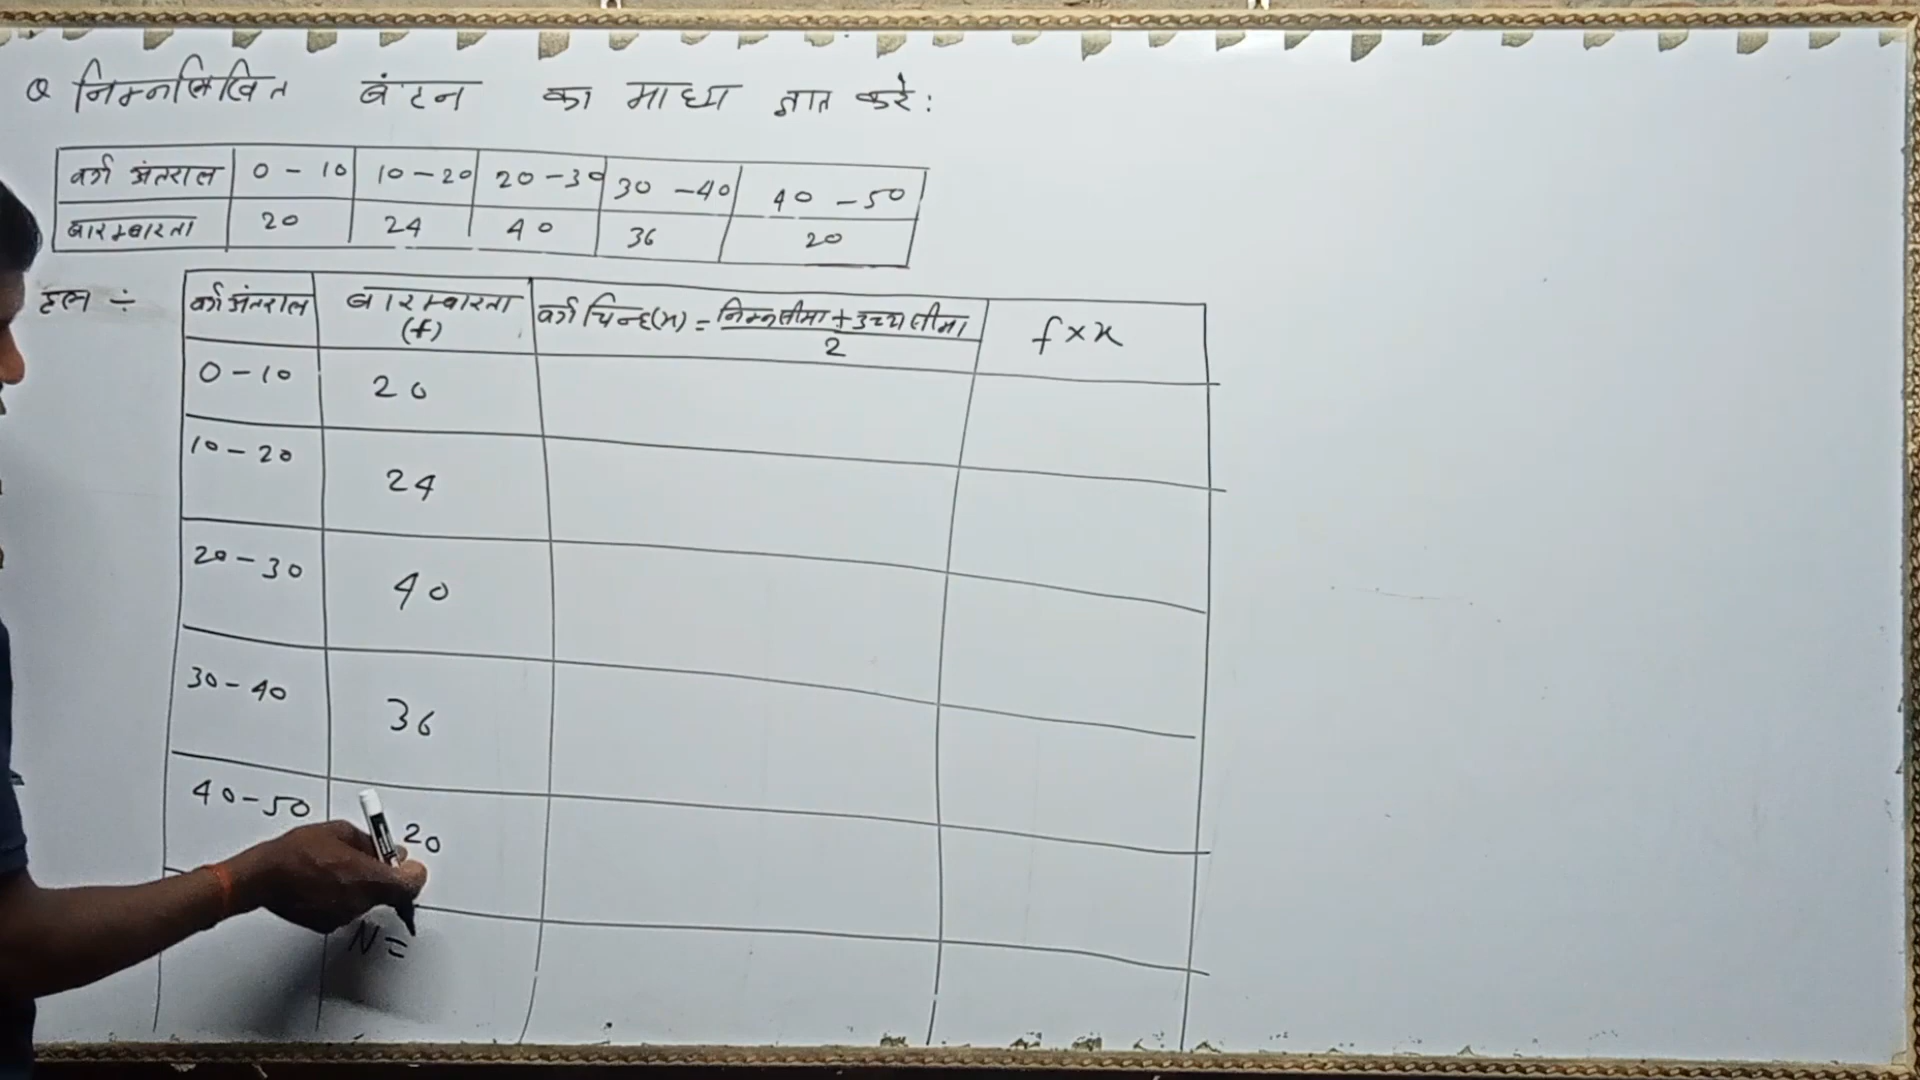 Q निम्नलिखित बंटन का माध्य ज्ञात करे :
वर्ग अंतराल 0 - 10 10 - 20 20 - 30 30 - 40 40 - 50
बारम्बारता 20 24 40 36 20
हल ÷
वर्ग अंतराल बारम्बारता (f) वर्ग चिन्ह(x) = निम्न सीमा + उच्च सीमा / 2 f × x
0 - 10 20
10 - 20 24
20 - 30 40
30 - 40 36
40 - 50 20
N =